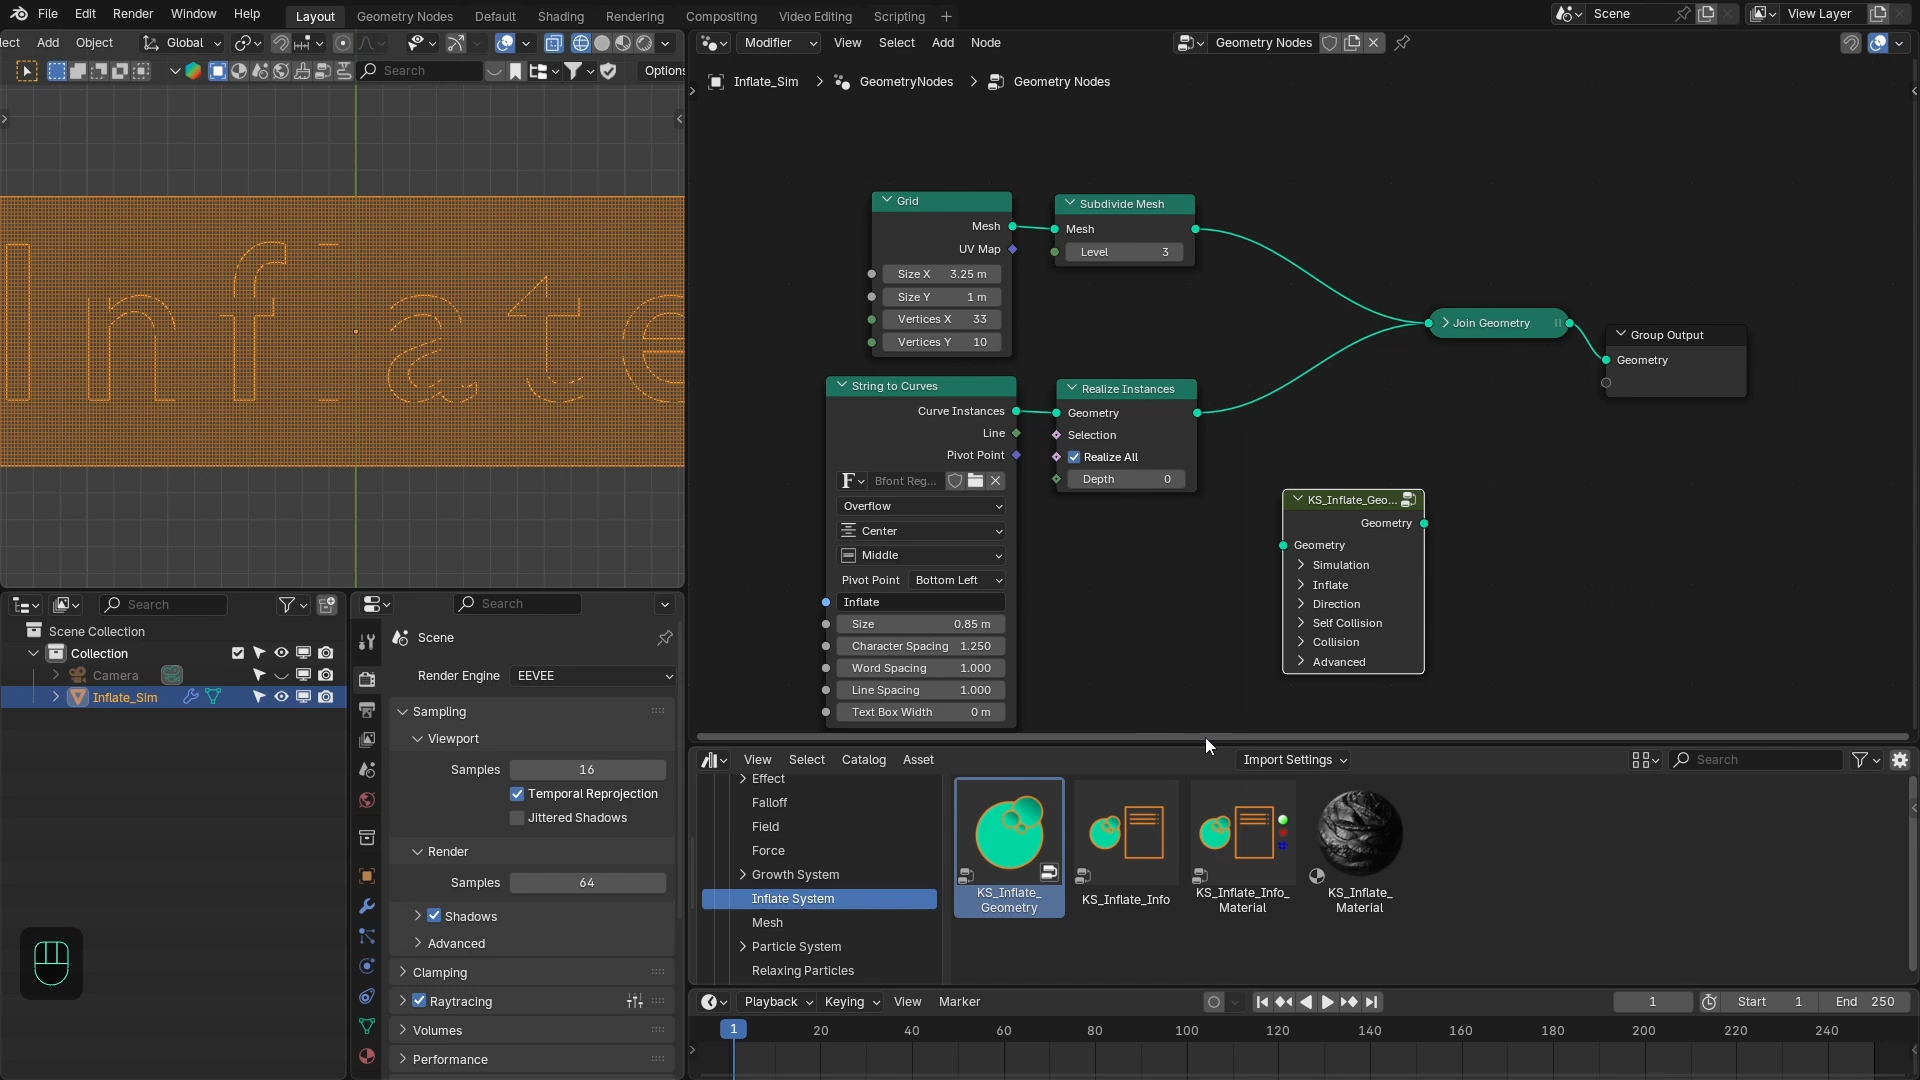 File Edit Render Window Help Layout Geometry Nodes Default Shading Rendering Compositing Video Editing Scripting + Scene View Layer
lect Add Object Global Modifier View Select Add Node Geometry Nodes
Search Options
Inflate_Sim GeometryNodes Geometry Nodes
Grid
Mesh
UV Map
Size X 3.25 m
Size Y 1 m
Vertices X 33
Vertices Y 10
Subdivide Mesh
Mesh
Level 3
Join Geometry
Group Output
Geometry
String to Curves
Curve Instances
Line
Pivot Point
Bfont Reg...
Overflow
Center
Middle
Pivot Point Bottom Left
Inflate
Size 0.85 m
Character Spacing 1.250
Word Spacing 1.000
Line Spacing 1.000
Text Box Width 0 m
Realize Instances
Geometry
Selection
Realize All
Depth 0
KS_Inflate_Geo...
Geometry
Geometry
Simulation
Inflate
Direction
Self Collision
Collision
Advanced
Inflate
Search
Scene Collection
Collection
Camera
Inflate_Sim
Search
Scene
Render Engine EEVEE
Sampling
Viewport
Samples 16
Temporal Reprojection
Jittered Shadows
Render
Samples 64
Shadows
Advanced
Clamping
Raytracing
Volumes
Performance
View Select Catalog Asset Import Settings Search
Effect
Falloff
Field
Force
Growth System
Inflate System
Mesh
Particle System
Relaxing Particles
KS_Inflate_
Geometry
KS_Inflate_Info
KS_Inflate_Info_
Material
KS_Inflate_
Material
Playback Keying View Marker 1 Start 1 End 250
1 20 40 60 80 100 120 140 160 180 200 220 240